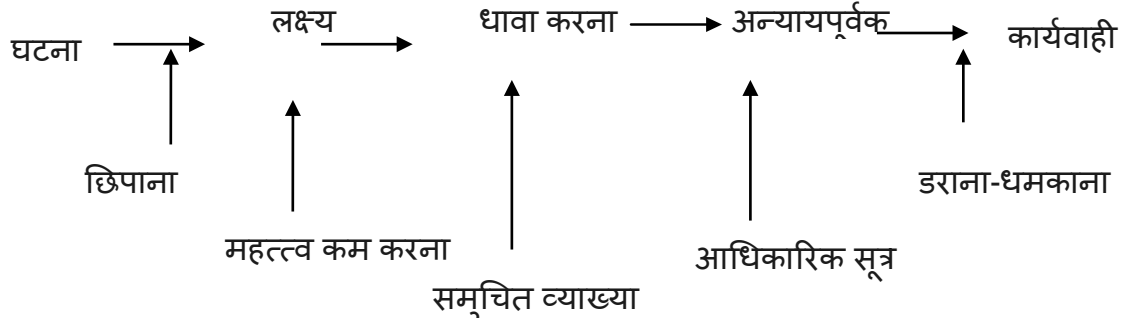 घटना लक्ष्य धावा करना अन्यायपूर्वक कार्यवाही
छिपाना डराना-धमकाना
महत्त्व कम करना आधिकारिक सूत्र
समुचित व्याख्या